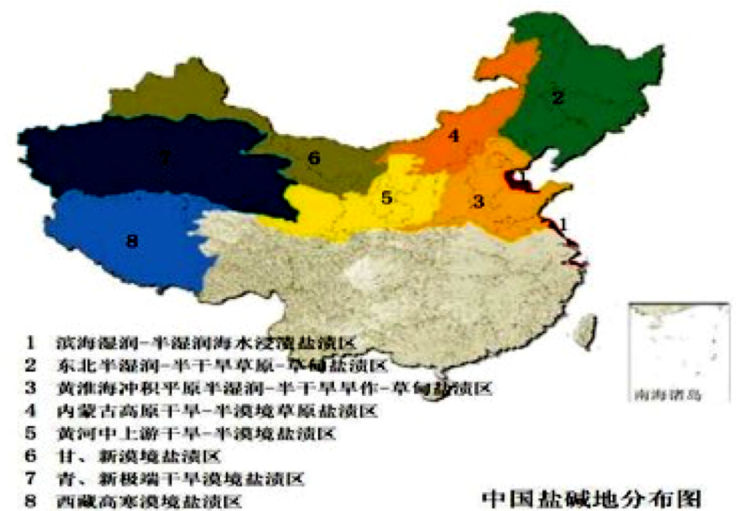 2
4
1
6
7
5
3
1
8
1 滨海湿润-半湿润海水浸渍盐渍区
2 东北半湿润-半干旱草原-草甸盐渍区
3 黄淮海冲积平原半湿润-半干旱旱作-草甸盐渍区
4 内蒙古高原干旱-半漠境草原盐渍区
5 黄河中上游干旱-半漠境盐渍区
6 甘、新漠境盐渍区
7 青、新极端干旱漠境盐渍区
8 西藏高寒漠境盐渍区
南海诸岛
中国盐碱地分布图